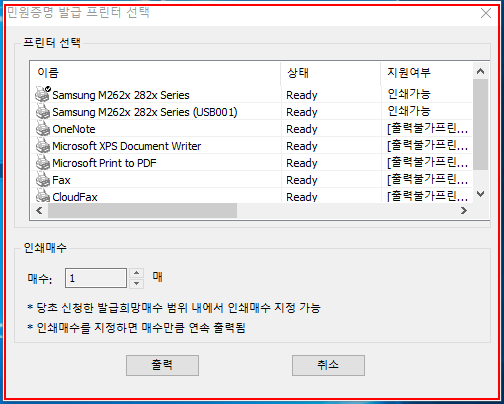 민원증명 발급 프린터 선택
프린터 선택
이름 상태 지원여부
Samsung M262x 282x Series Ready 인쇄가능
Samsung M262x 282x Series (USB001) Ready 인쇄가능
OneNote Ready [출력불가프린...
Microsoft XPS Document Writer Ready [출력불가프린...
Microsoft Print to PDF Ready [출력불가프린...
Fax Ready [출력불가프린...
CloudFax Ready [출력불가프린...
인쇄매수
매수: 1 매
* 당초 신청한 발급희망매수 범위 내에서 인쇄매수 지정 가능
* 인쇄매수를 지정하면 매수만큼 연속 출력됨
출력 취소